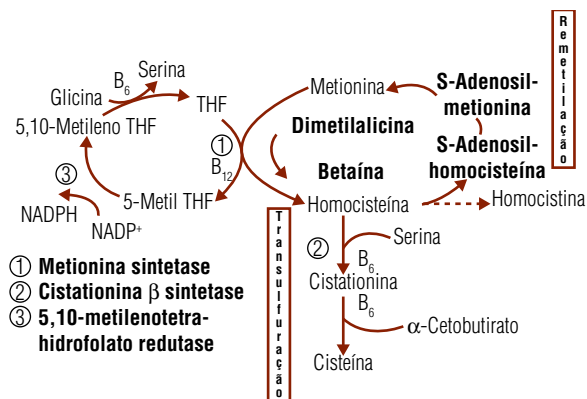 Serina
B6
Glicina
THF
5,10-Metileno THF
Metionina
S-Adenosil-
metionina
Remetilação
Dimetilalicina
1
B12
S-Adenosil-
homocisteína
Betaína
3
5-Metil THF
NADPH
NADP+
Homocisteína
Homocistina
Transulfuração
2
Serina
B6
Cistationina
B6
α-Cetobutirato
Cisteína
1 Metionina sintetase
2 Cistationina β sintetase
3 5,10-metilenotetra-
hidrofolato redutase